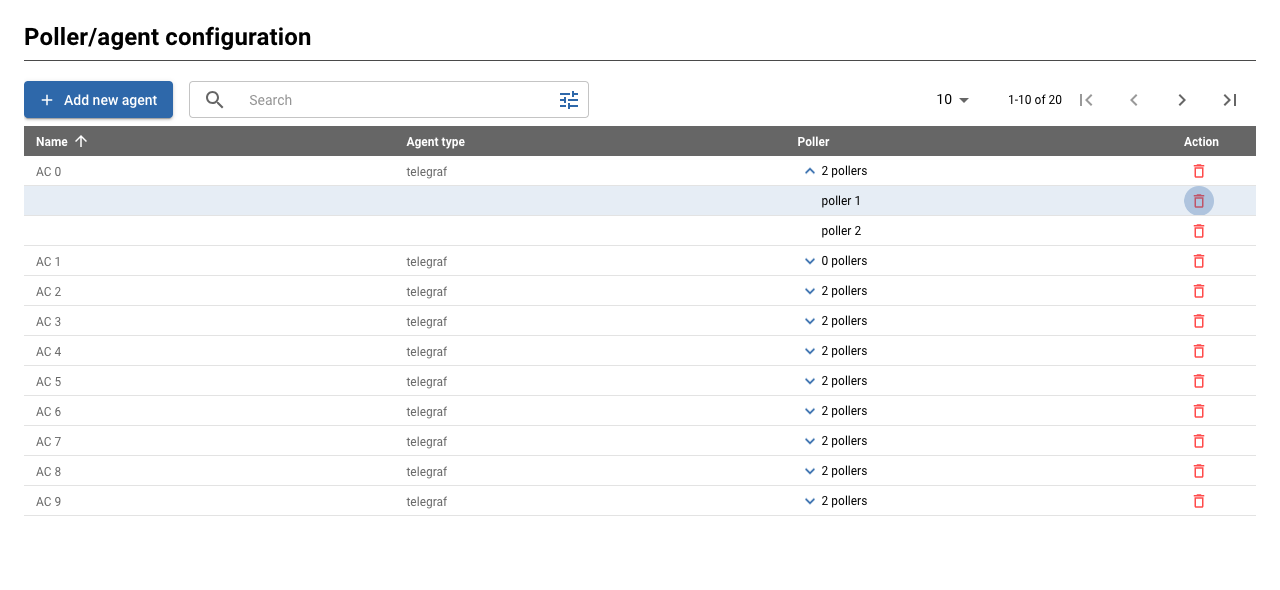 Poller/agent configuration
Add new agent
Search
10
1-10 of 20
Name Agent type Poller Action
AC 0 telegraf 2 pollers
poller 1
poller 2
AC 1 telegraf 0 pollers
AC 2 telegraf 2 pollers
AC 3 telegraf 2 pollers
AC 4 telegraf 2 pollers
AC 5 telegraf 2 pollers
AC 6 telegraf 2 pollers
AC 7 telegraf 2 pollers
AC 8 telegraf 2 pollers
AC 9 telegraf 2 pollers